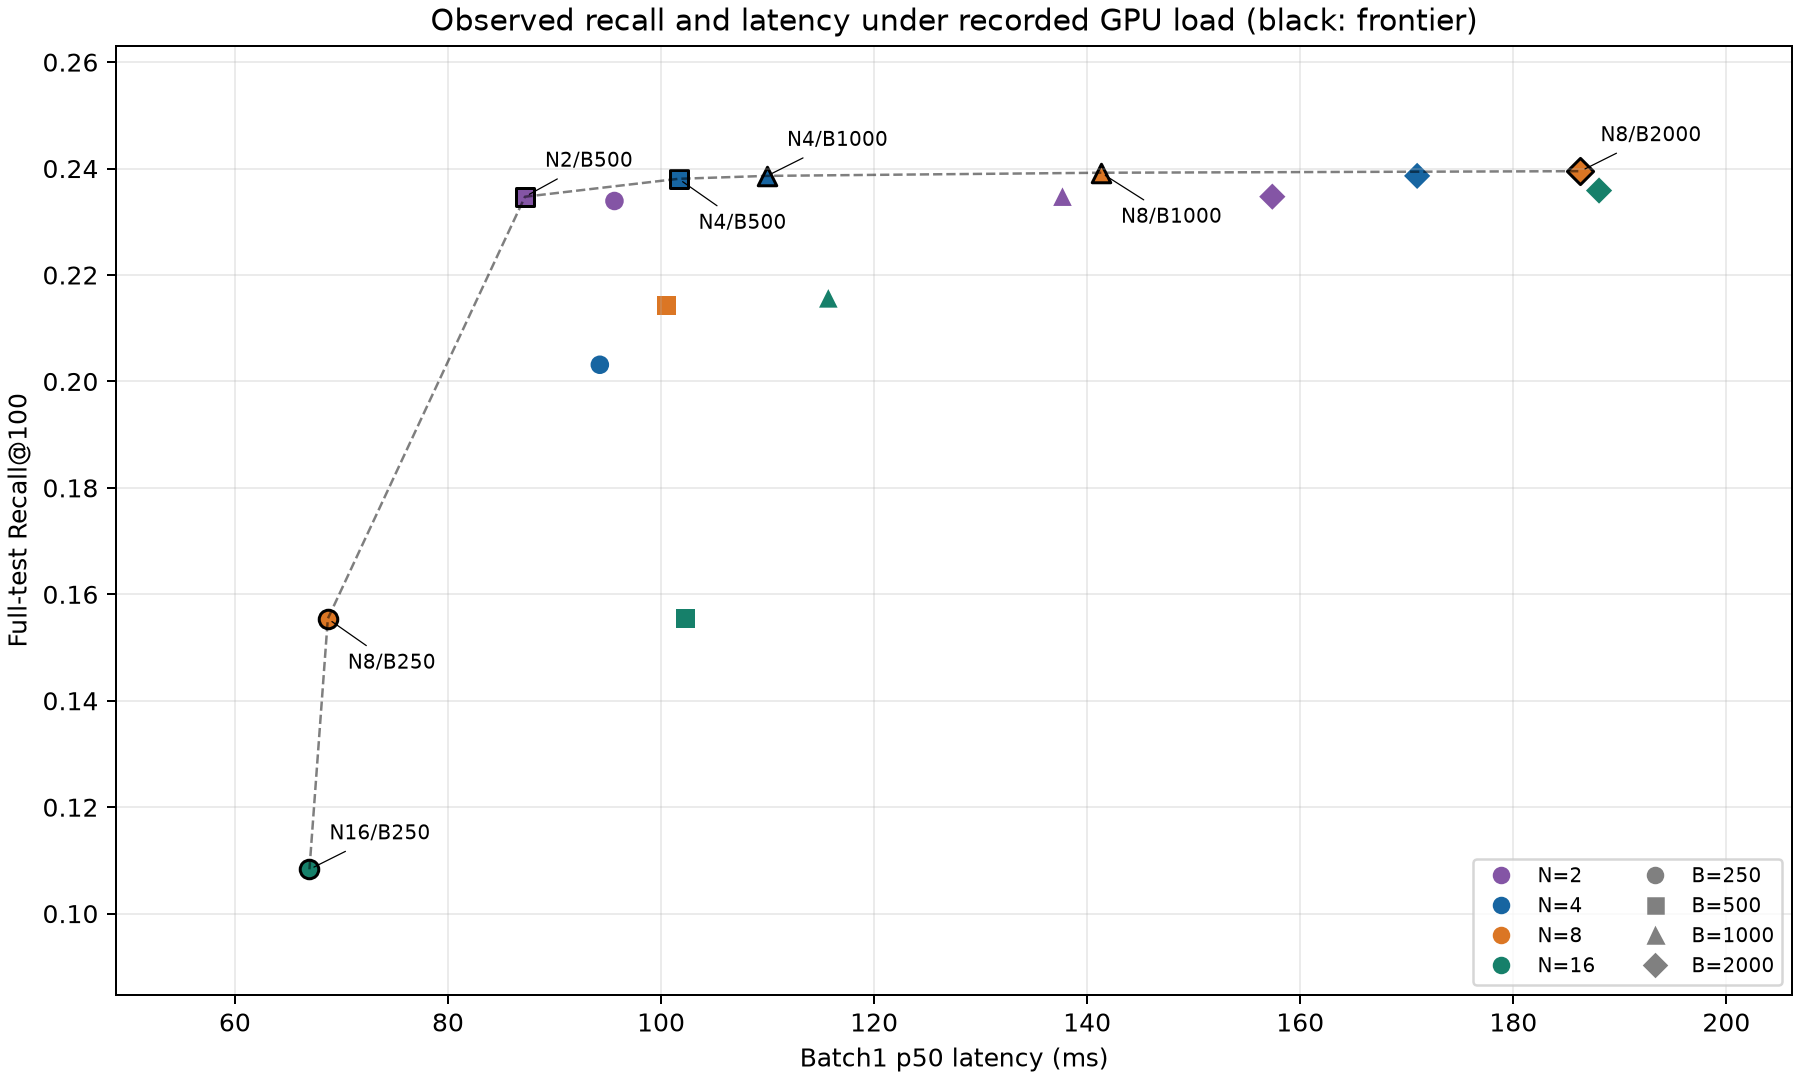 Observed recall and latency under recorded GPU load (black: frontier)
Full-test Recall@100
0.26
0.24
0.22
0.20
0.18
0.16
0.14
0.12
0.10
N2/B500
N4/B1000
N8/B2000
N4/B500
N8/B1000
N8/B250
N16/B250
N=2
N=4
N=8
N=16
B=250
B=500
B=1000
B=2000
60 80 100 120 140 160 180 200
Batch1 p50 latency (ms)